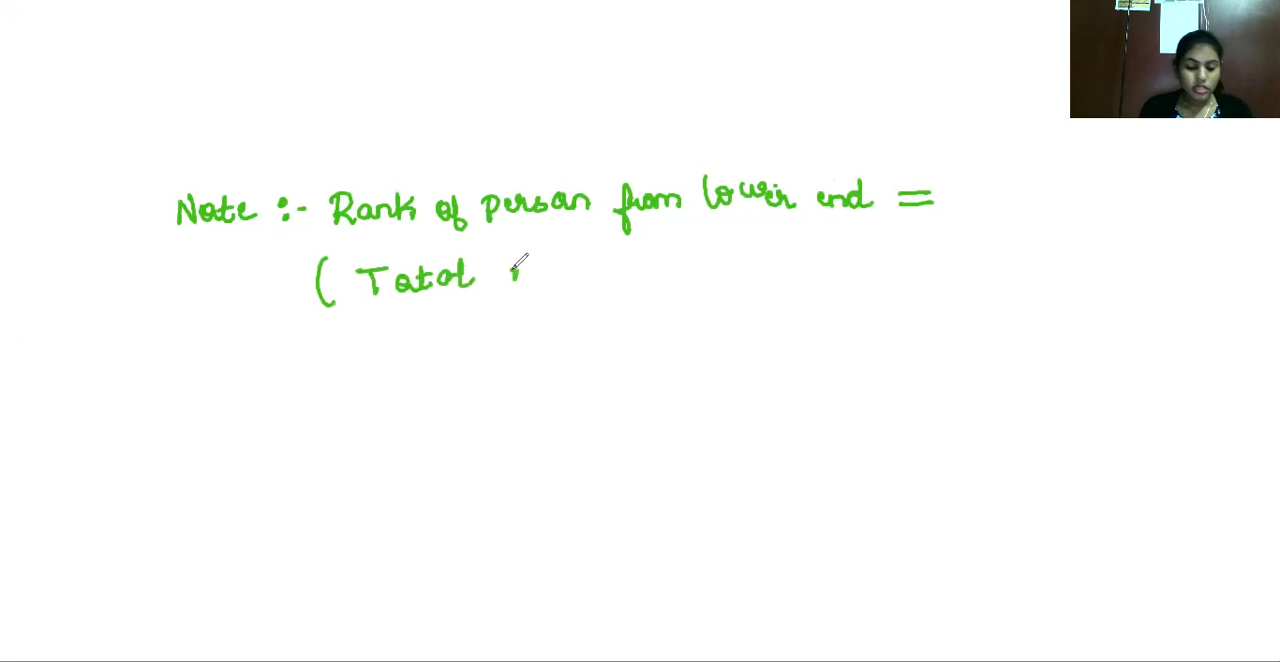 Note :- Rank of person from lower end =
( Total